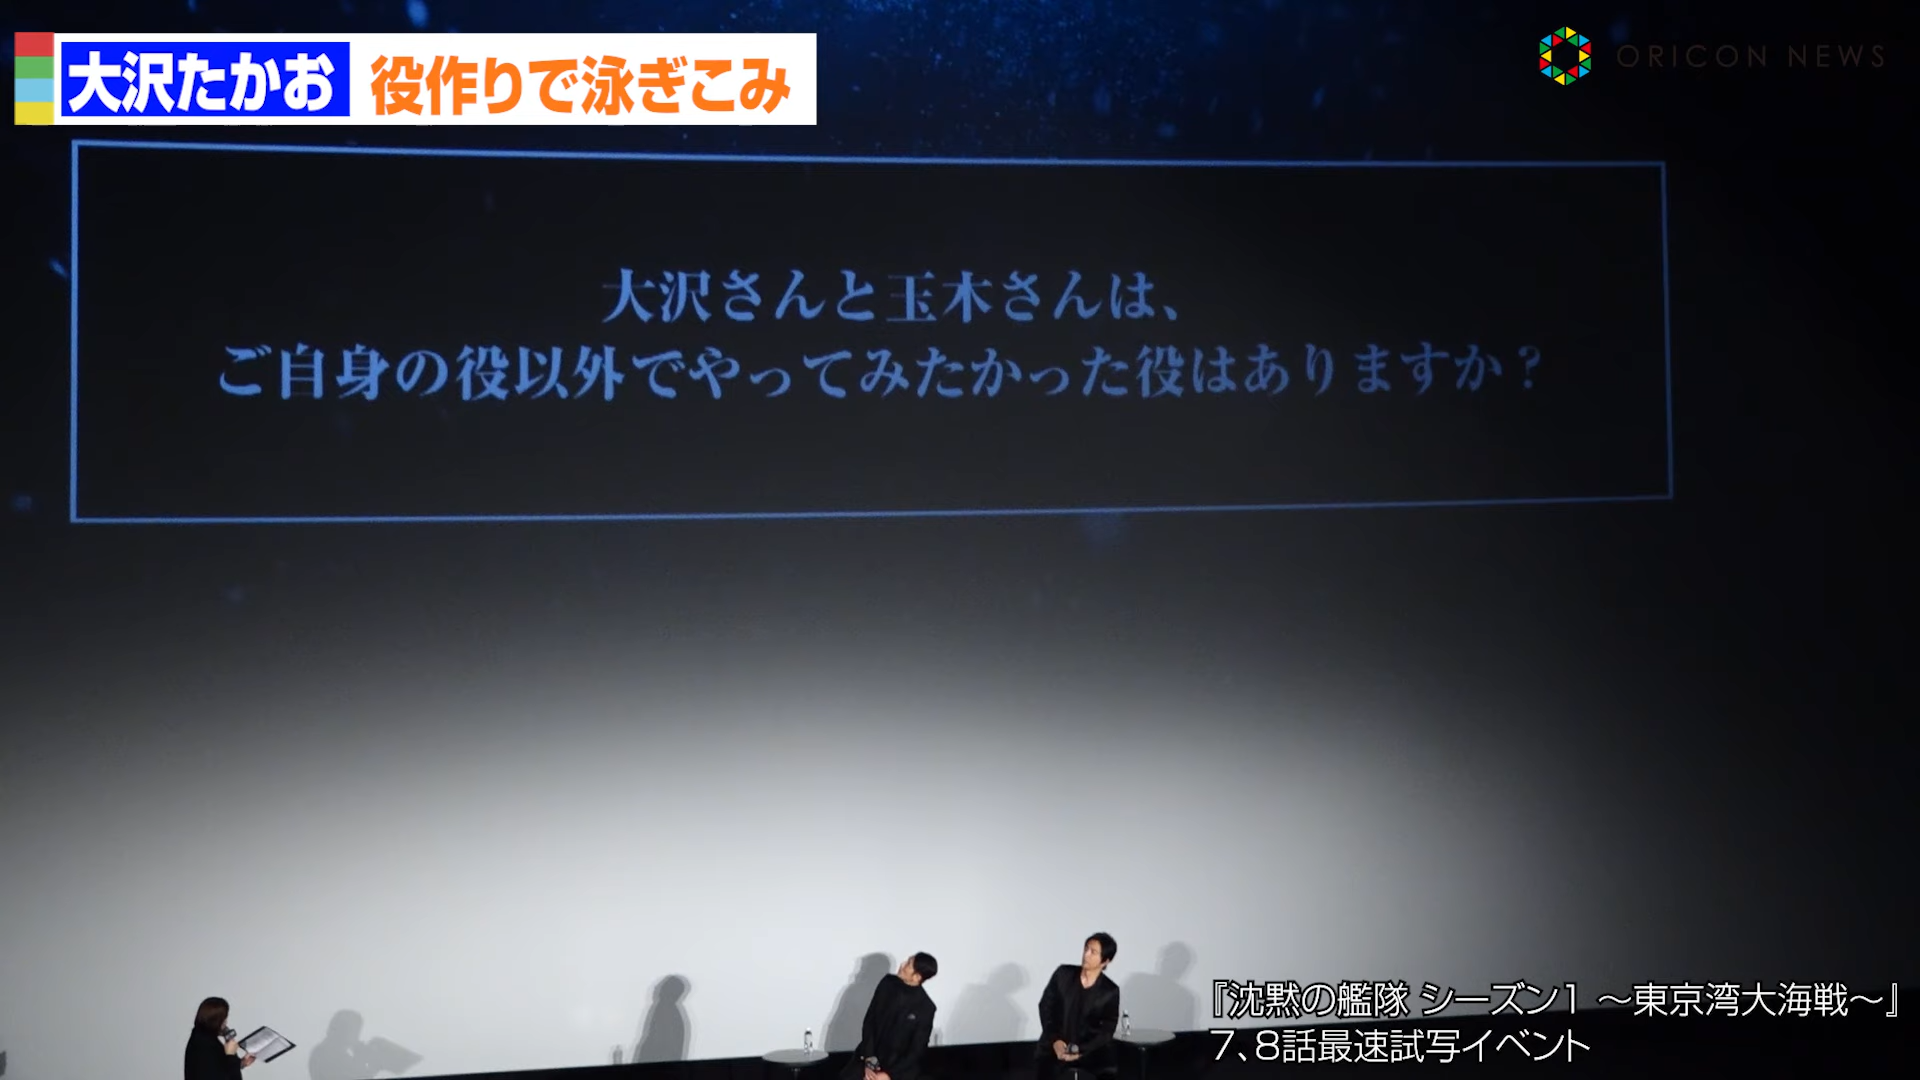 大沢たかお 役作りで泳ぎこみ
ORICON NEWS
大沢さんと玉木さんは、
ご自身の役以外でやってみたかった役はありますか？
『沈黙の艦隊 シーズン1 ～東京湾大海戦～』
7、8話最速試写イベント